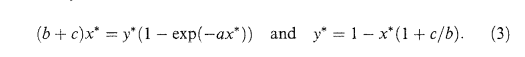 (b + c)x* = y*(1 − exp(−ax*)) and y* = 1 − x*(1 + c/b). (3)